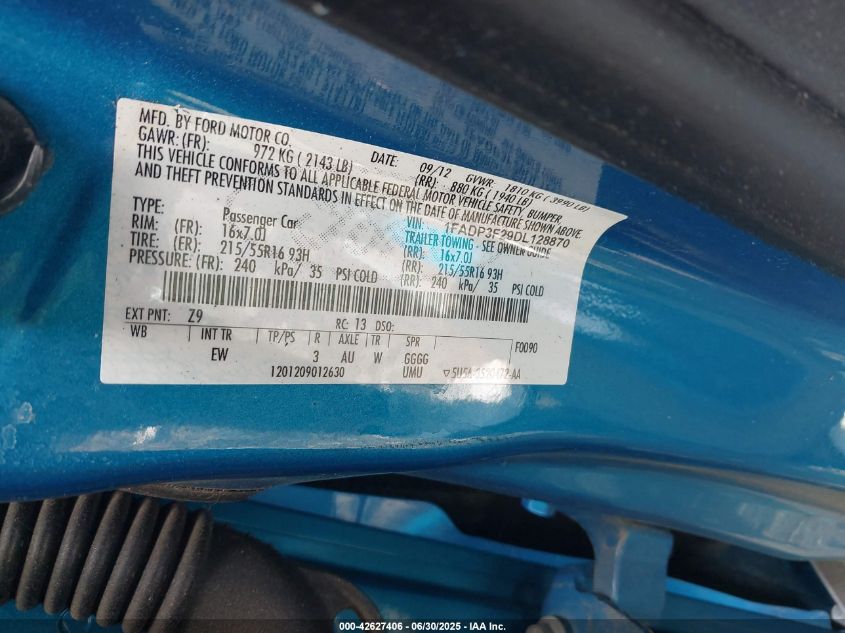 MFD. BY FORD MOTOR CO.
DATE: 09/12 GVWR: 1810 KG ( 3990 LB)
GAWR: (FR): 972 KG ( 2143 LB) (RR): 880 KG ( 1940 LB)
THIS VEHICLE CONFORMS TO ALL APPLICABLE FEDERAL MOTOR VEHICLE SAFETY, BUMPER,
AND THEFT PREVENTION STANDARDS IN EFFECT ON THE DATE OF MANUFACTURE SHOWN ABOVE.
VIN: 1FADP3F29DL128870
TYPE: Passenger Car TRAILER TOWING - SEE OWNER GUIDE
RIM: (FR): 16x7.0J (RR): 16x7.0J
TIRE: (FR): 215/55R16 93H (RR): 215/55R16 93H
PRESSURE: (FR): 240 kPa/ 35 PSI COLD (RR): 240 kPa/ 35 PSI COLD
EXT PNT: Z9 RC: 13 DSO:
WB INT TR TP/PS R AXLE TR SPR F0090
EW 3 AU W GGGG
1201209012630 UMU
000-42627406 - 06/30/2025 - IAA Inc.